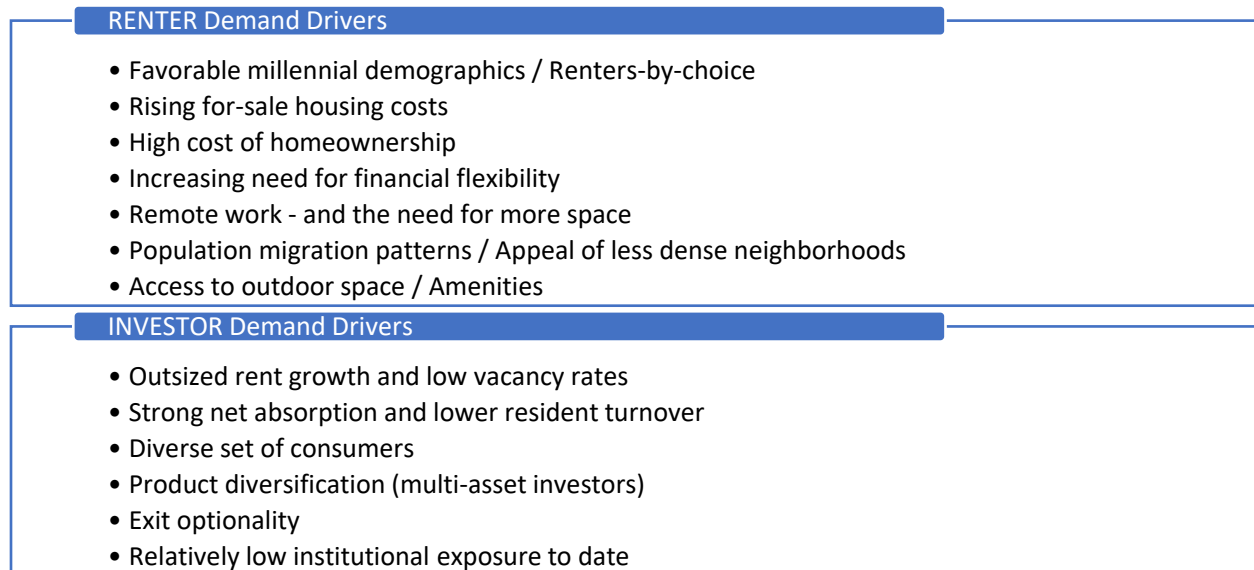 RENTER Demand Drivers
• Favorable millennial demographics / Renters-by-choice
• Rising for-sale housing costs
• High cost of homeownership
• Increasing need for financial flexibility
• Remote work - and the need for more space
• Population migration patterns / Appeal of less dense neighborhoods
• Access to outdoor space / Amenities
INVESTOR Demand Drivers
• Outsized rent growth and low vacancy rates
• Strong net absorption and lower resident turnover
• Diverse set of consumers
• Product diversification (multi-asset investors)
• Exit optionality
• Relatively low institutional exposure to date